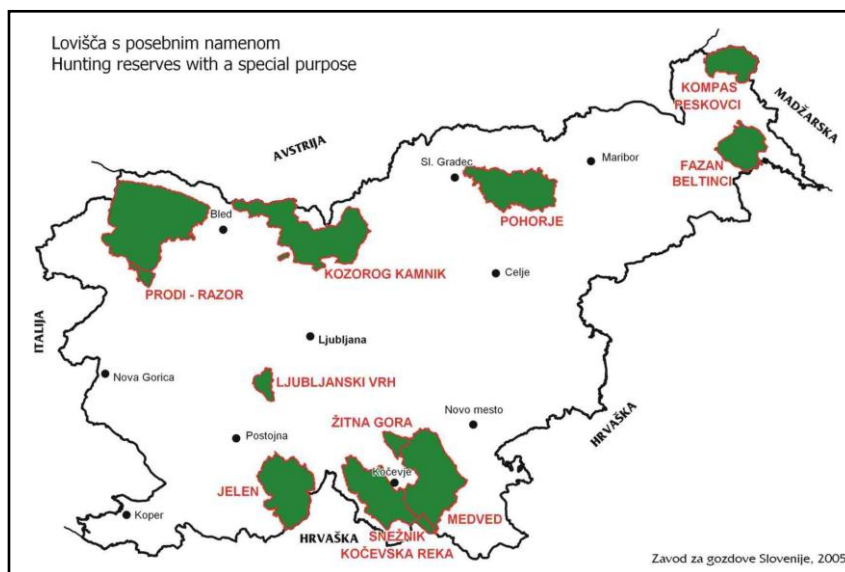 Lovišča s posebnim namenom
Hunting reserves with a special purpose
KOMPAS
PESKOVCI
MADŽARSKA
AVSTRIJA
Sl. Gradec
Maribor
FAZAN
BELTINCI
Bled
POHORJE
KOZOROG KAMNIK
Celje
PRODI - RAZOR
ITALIJA
Ljubljana
Nova Gorica
LJUBLJANSKI VRH
Novo mesto
HRVAŠKA
ŽITNA GORA
Postojna
Kočevje
JELEN
MEDVED
Koper
SNEŽNIK
HRVAŠKA
KOČEVSKA REKA
Zavod za gozdove Slovenije, 2005